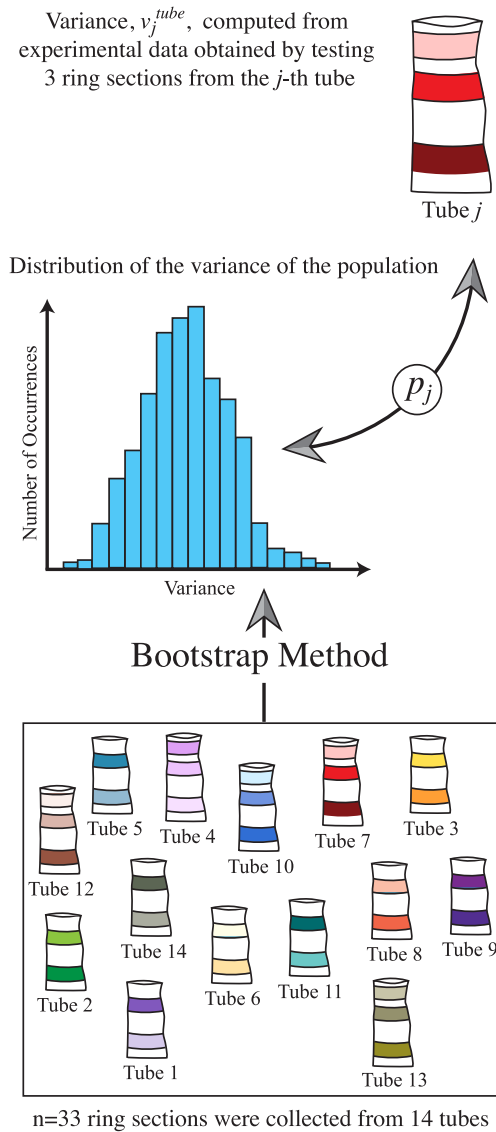 Variance, v_j^{tube}, computed from
experimental data obtained by testing
3 ring sections from the j-th tube
Tube j
Distribution of the variance of the population
p_j
Number of Occurrences
Variance
Bootstrap Method
Tube 5
Tube 4
Tube 10
Tube 7
Tube 3
Tube 12
Tube 14
Tube 8
Tube 9
Tube 2
Tube 6
Tube 11
Tube 1
Tube 13
n=33 ring sections were collected from 14 tubes